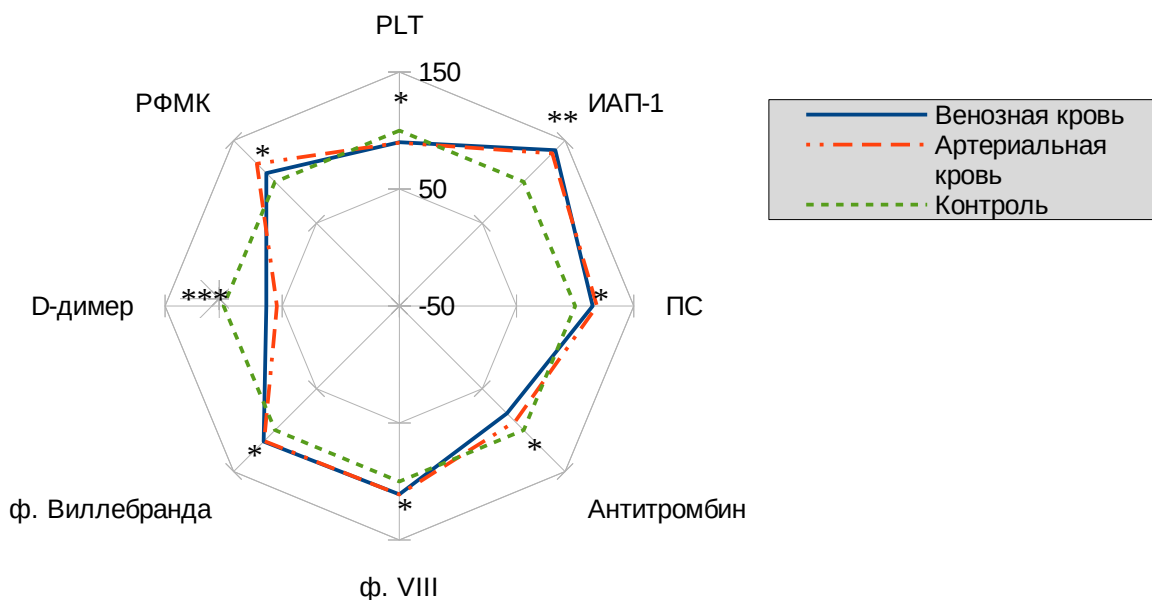 PLT
150
РФМК
*
**
ИАП-1
*
50
***
D-димер
-50
*
ПС
*
*
*
ф. Виллебранда
Антитромбин
ф. VIII
Венозная кровь
Артериальная
кровь
Контроль